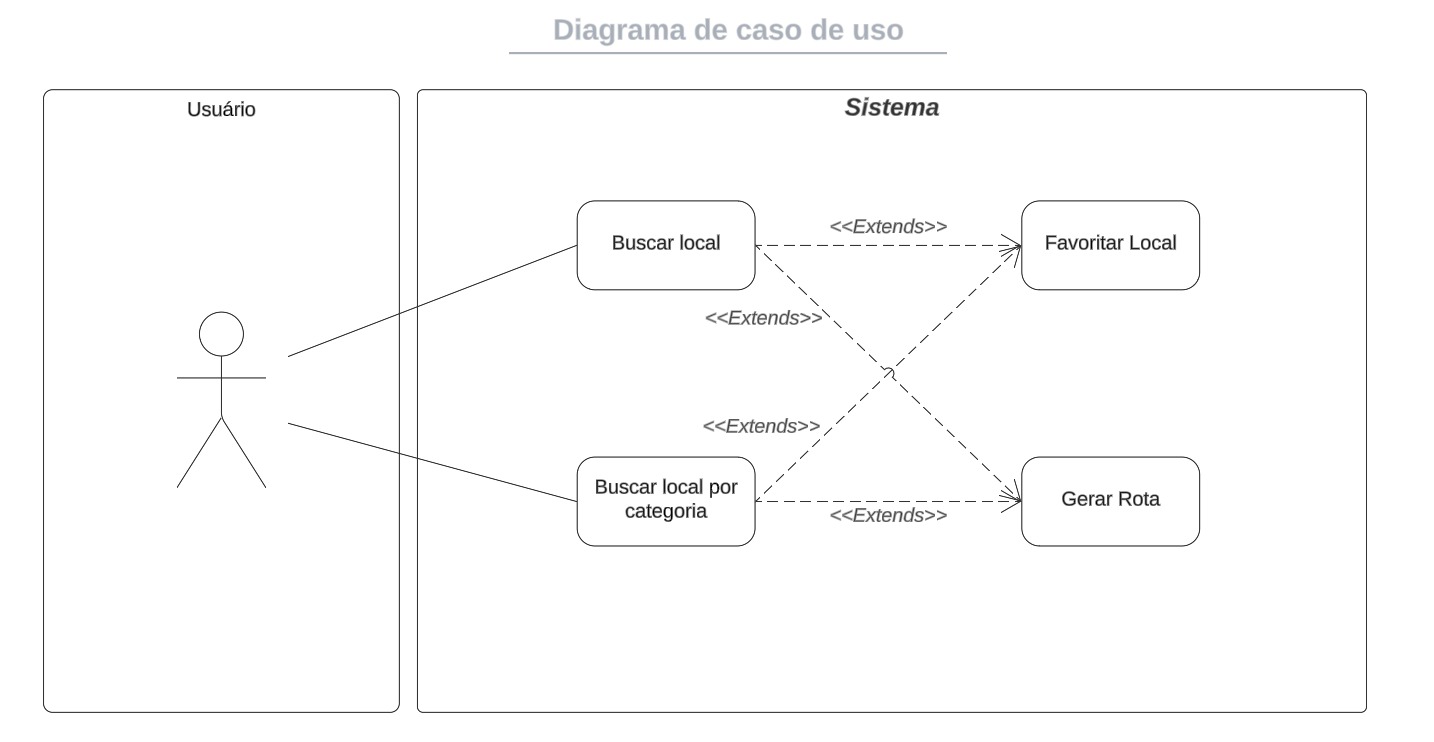 Diagrama de caso de uso
Usuário
Sistema
Buscar local
<<Extends>>
Favoritar Local
<<Extends>>
<<Extends>>
Buscar local por
categoria
<<Extends>>
Gerar Rota